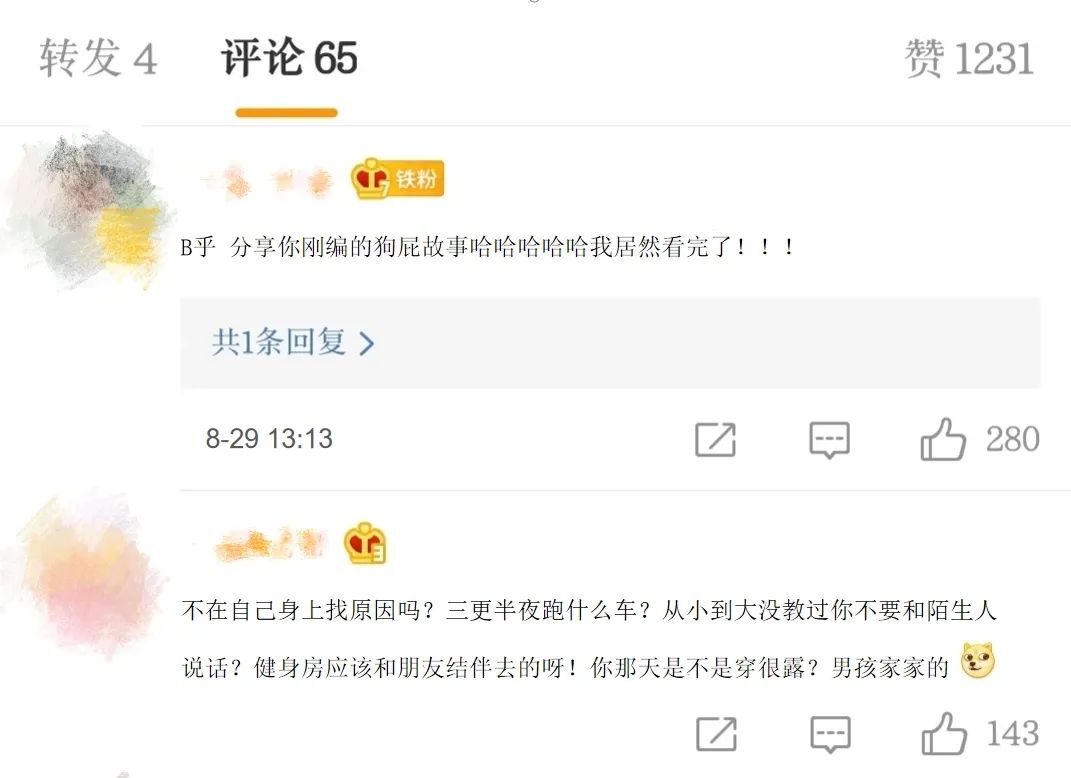 转发 4 评论 65 赞 1231
7 铁粉
B乎 分享你刚编的狗屁故事哈哈哈哈哈我居然看完了！！！
共1条回复 >
8-29 13:13 280
3
不在自己身上找原因吗？三更半夜跑什么车？从小到大没教过你不要和陌生人
说话？健身房应该和朋友结伴去的呀！你那天是不是穿很露？男孩家家的
143